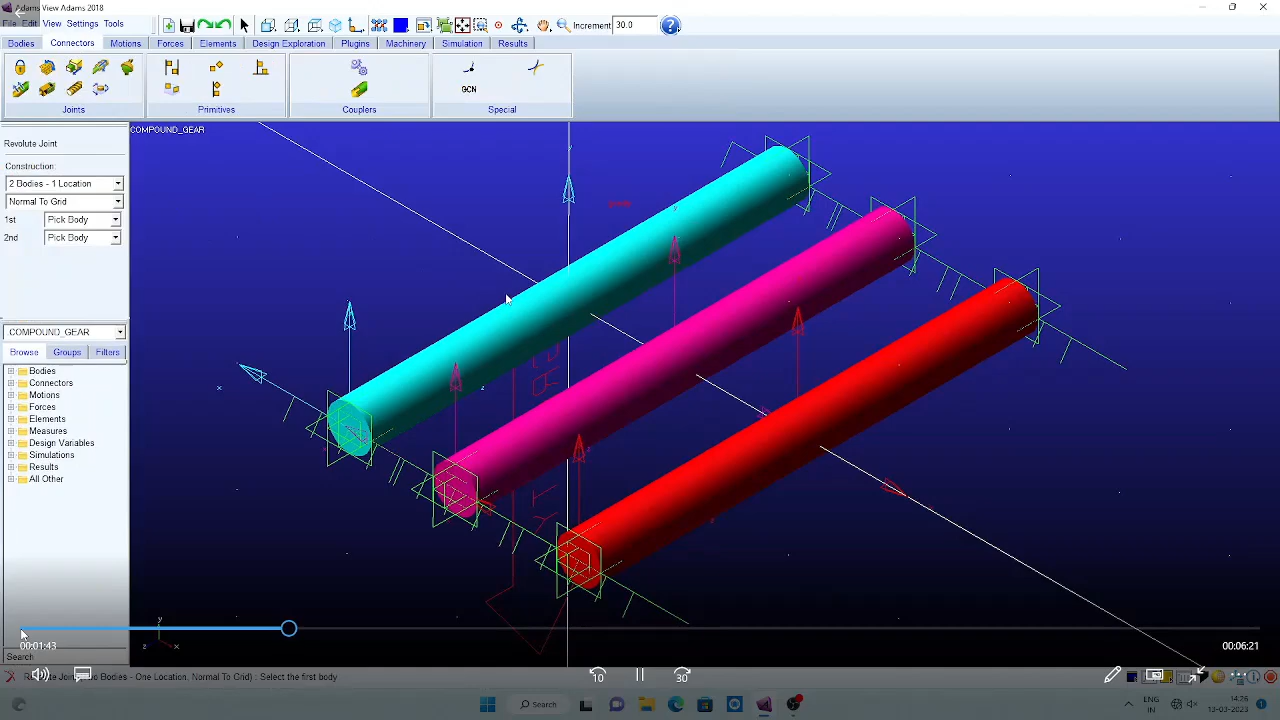 Adams View Adams 2018
File Edit View Settings Tools
Increment 30.0
Bodies Connectors Motions Forces Elements Design Exploration Plugins Machinery Simulation Results
GCN
Joints Primitives Couplers Special
COMPOUND_GEAR
Revolute Joint
Construction:
2 Bodies - 1 Location
Normal To Grid
1st Pick Body
2nd Pick Body
COMPOUND_GEAR
Browse Groups Filters
Bodies
Connectors
Motions
Forces
Elements
Measures
Design Variables
Simulations
Results
All Other
00:01:43
00:06:21
Search
Bodies - One Location, Normal To Grid) : Select the first body
10
30
Search
ENG
IN
14:26
13-03-2023